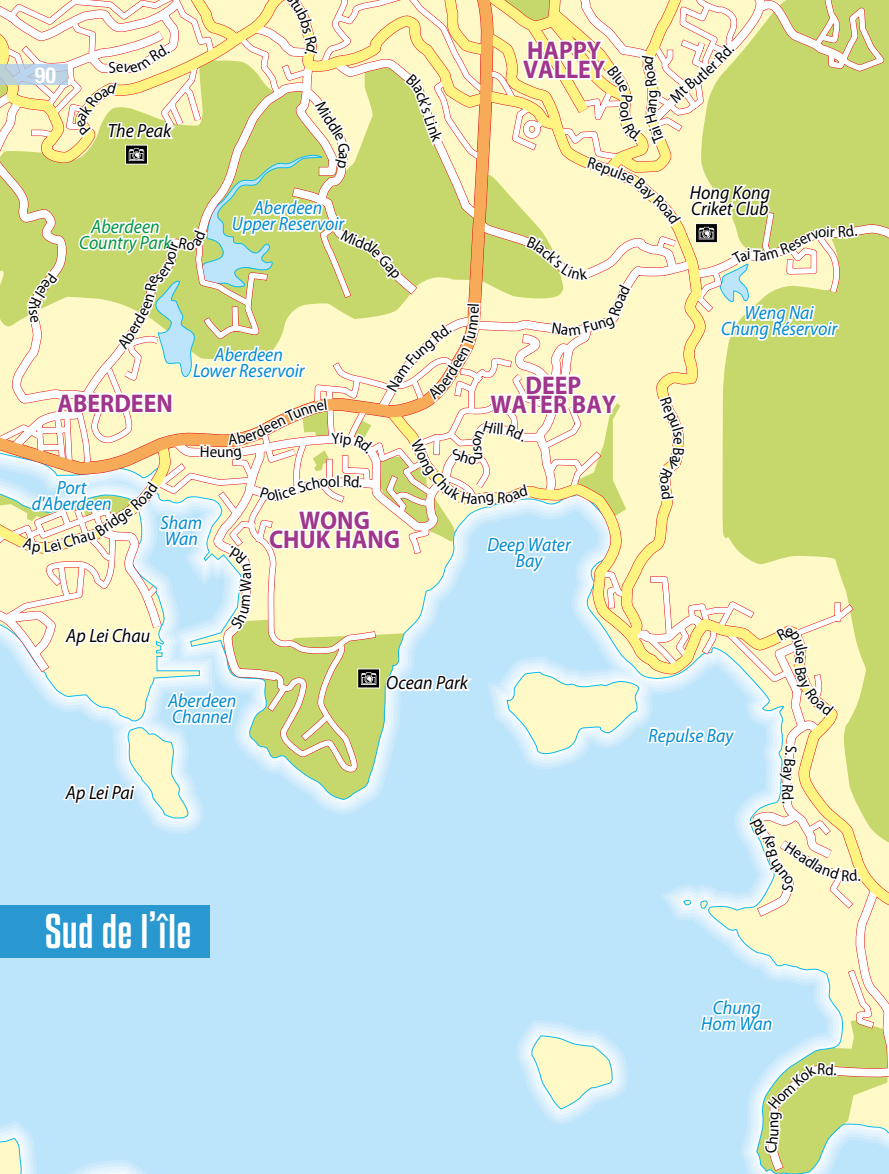 Stubbs Rd.
HAPPY
VALLEY
Severn Rd.
90
Peak Road
Black's Link
Blue Pool Rd.
Tai Hang Road
Mt Butler Rd.
The Peak
Middle Gap
Repulse Bay Road
Hong Kong
Criket Club
Aberdeen
Country Park
Aberdeen
Upper Reservoir
Aberdeen Reservoir Road
Middle Gap
Black's Link
Tai Tam Reservoir Rd.
Peel Rise
Weng Nai
Chung Réservoir
Nam Fung Road
Nam Fung Rd.
Aberdeen Tunnel
Aberdeen
Lower Reservoir
DEEP
WATER BAY
ABERDEEN
Aberdeen Tunnel
Repulse Bay Road
Heung
Yip Rd.
Shouson Hill Rd.
Police School Rd.
Wong Chuk Hang Road
Port
d'Aberdeen
Ap Lei Chau Bridge Road
Sham
Wan
WONG
CHUK HANG
Deep Water
Bay
Shum Wan Rd.
Ap Lei Chau
Repulse Bay Road
Ocean Park
Aberdeen
Channel
Repulse Bay
S. Bay Rd.
Ap Lei Pai
South Bay Rd
Headland Rd.
Sud de l'île
Chung
Hom Wan
Chung Hom Kok Rd.